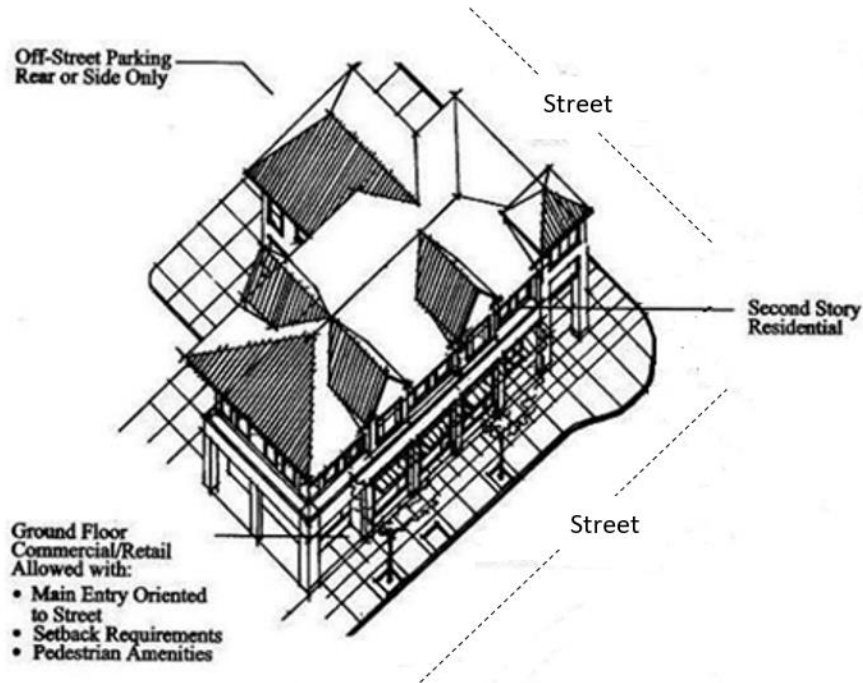 Off-Street Parking
Rear or Side Only
Street
Second Story
Residential
Street
Ground Floor
Commercial/Retail
Allowed with:
• Main Entry Oriented
to Street
• Setback Requirements
• Pedestrian Amenities